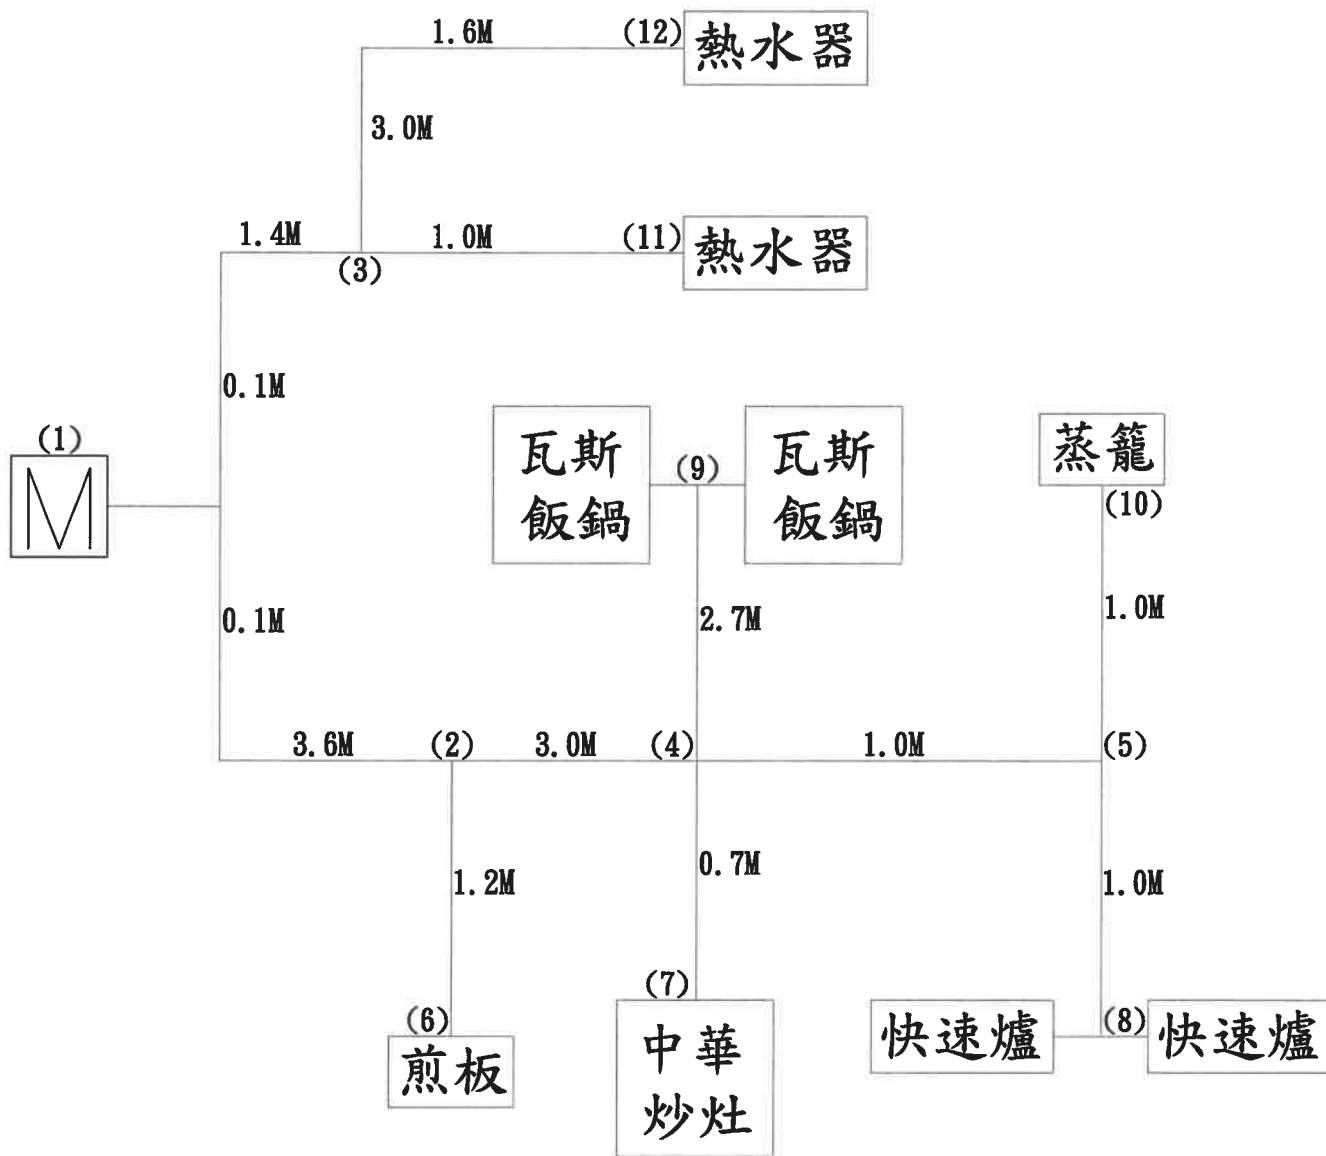 1.6M
(12)
熱水器
3.0M
1.4M
(3)
1.0M
(11)
熱水器
0.1M
(1)
M
0.1M
瓦斯
飯鍋
(9)
瓦斯
飯鍋
蒸籠
(10)
2.7M
1.0M
3.6M
(2)
3.0M
(4)
1.0M
(5)
1.2M
0.7M
1.0M
(6)
煎板
(7)
中華
炒灶
快速爐
(8)
快速爐